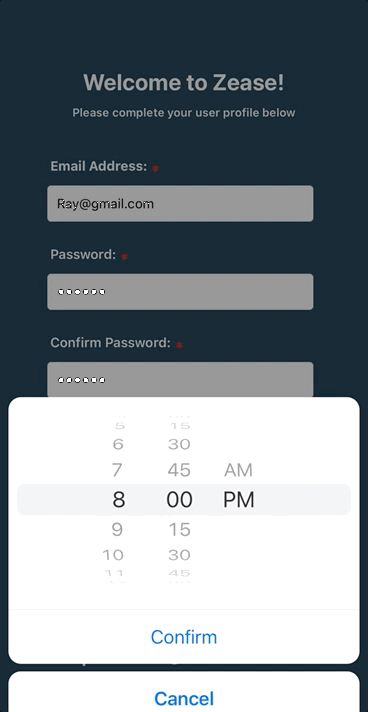 Welcome to Zease!
Please complete your user profile below
Email Address: *
Rsy@gmail.com
Password: *
••••••
Confirm Password: *
••••••
5 15
6 30
7 45 AM
8 00 PM
9 15
10 30
11 45
Confirm
Cancel